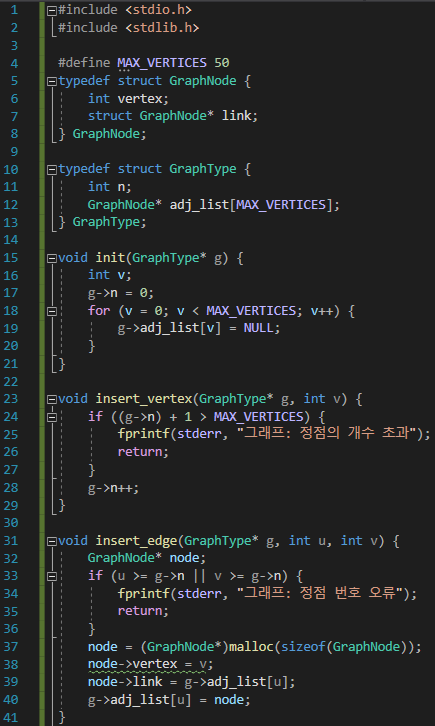 1 #include <stdio.h>
2 #include <stdlib.h>
3
4 #define MAX_VERTICES 50
5 typedef struct GraphNode {
6     int vertex;
7     struct GraphNode* link;
8 } GraphNode;
9
10 typedef struct GraphType {
11     int n;
12     GraphNode* adj_list[MAX_VERTICES];
13 } GraphType;
14
15 void init(GraphType* g) {
16     int v;
17     g->n = 0;
18     for (v = 0; v < MAX_VERTICES; v++) {
19         g->adj_list[v] = NULL;
20     }
21 }
22
23 void insert_vertex(GraphType* g, int v) {
24     if ((g->n) + 1 > MAX_VERTICES) {
25         fprintf(stderr, "그래프: 정점의 개수 초과");
26         return;
27     }
28     g->n++;
29 }
30
31 void insert_edge(GraphType* g, int u, int v) {
32     GraphNode* node;
33     if (u >= g->n || v >= g->n) {
34         fprintf(stderr, "그래프: 정점 번호 오류");
35         return;
36     }
37     node = (GraphNode*)malloc(sizeof(GraphNode));
38     node->vertex = v;
39     node->link = g->adj_list[u];
40     g->adj_list[u] = node;
41 }